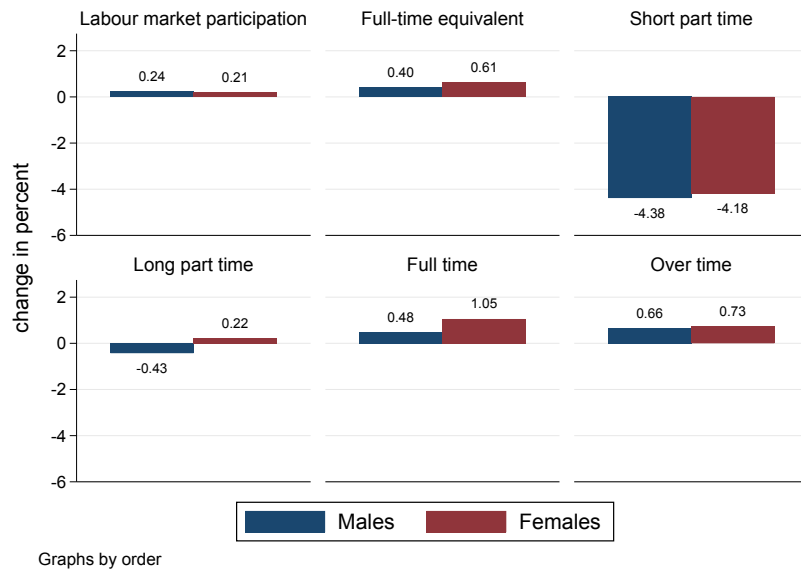 Labour market participation Full-time equivalent Short part time
change in percent
2
0
-2
-4
-6
0.24 0.21 0.40 0.61 -4.38 -4.18
Long part time Full time Over time
2
0
-2
-4
-6
-0.43 0.22 0.48 1.05 0.66 0.73
Males Females
Graphs by order